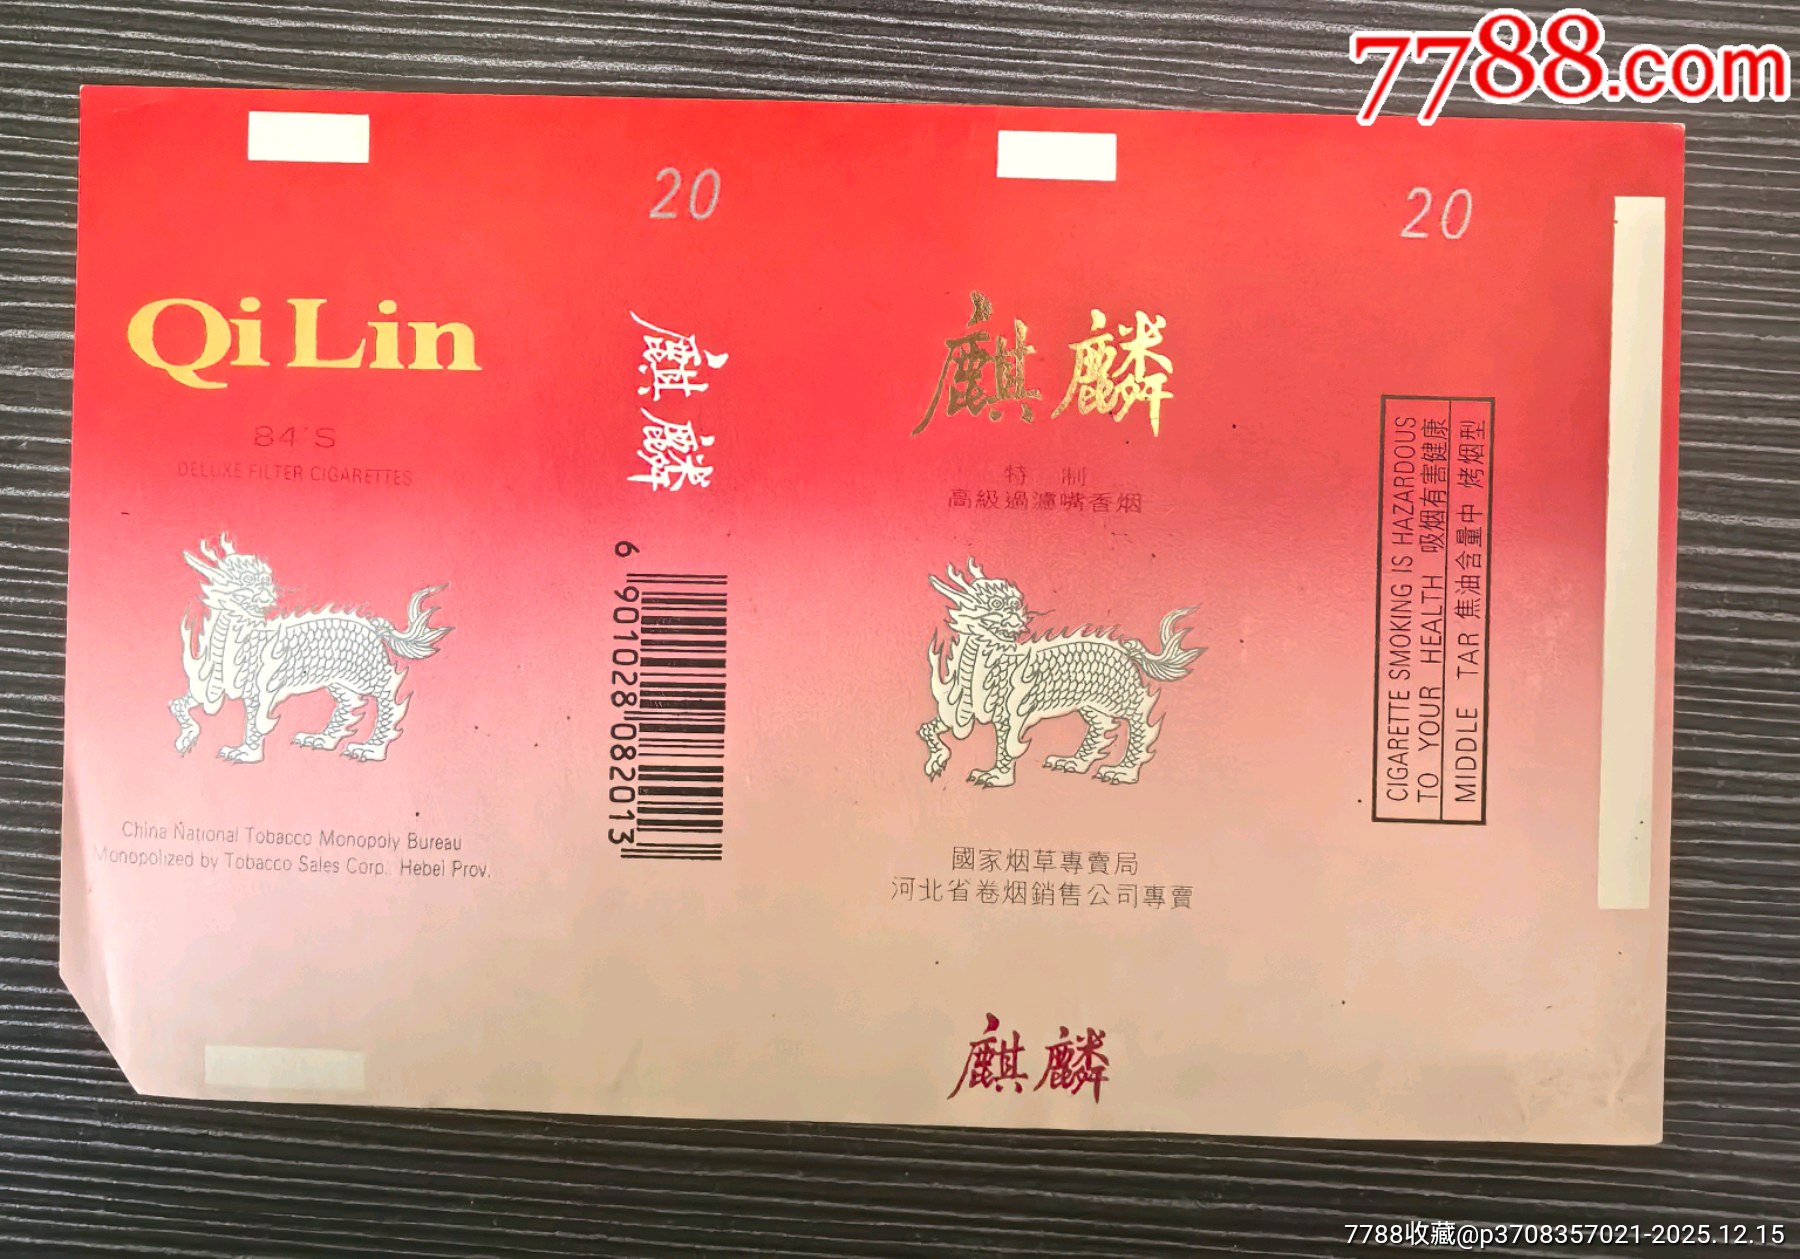 7788.com
20
20
QiLin
84'S
DELUXE FILTER CIGARETTES
China National Tobacco Monopoly Bureau
Monopolized by Tobacco Sales Corp.. Hebei Prov.
麒麟
6 901028 082013
麒麟
特制
高級過濾嘴香烟
國家烟草專賣局
河北省卷烟銷售公司專賣
麒麟
CIGARETTE SMOKING IS HAZARDOUS
TO YOUR HEALTH 吸烟有害健康
MIDDLE TAR 焦油含量中 烤烟型
7788收藏@p3708357021-2025.12.15